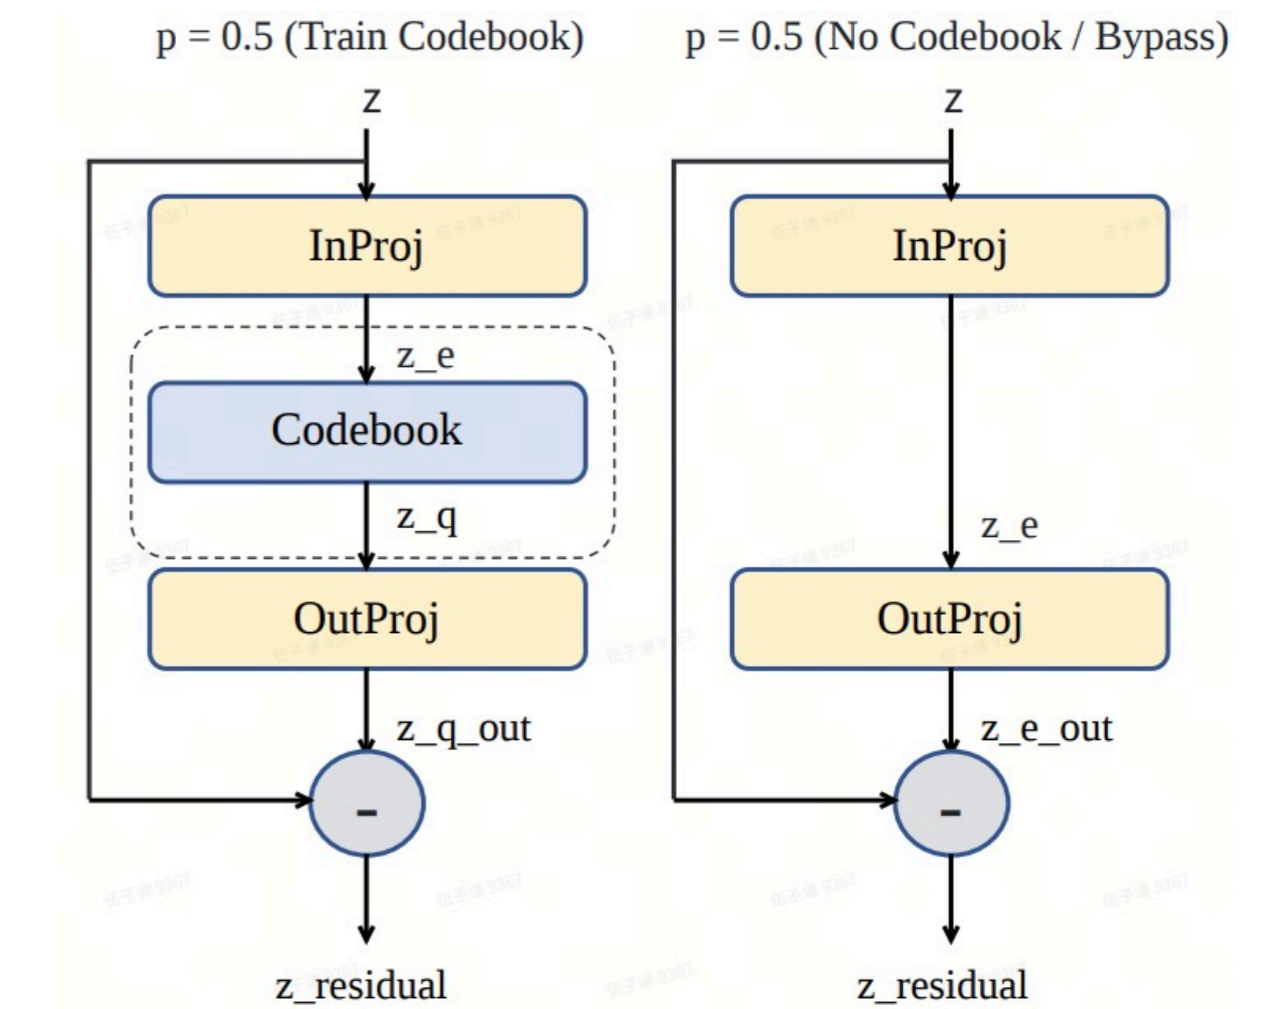 p = 0.5 (Train Codebook)
z
InProj
z_e
Codebook
z_q
OutProj
z_q_out
-
z_residual
p = 0.5 (No Codebook / Bypass)
z
InProj
z_e
OutProj
z_e_out
-
z_residual